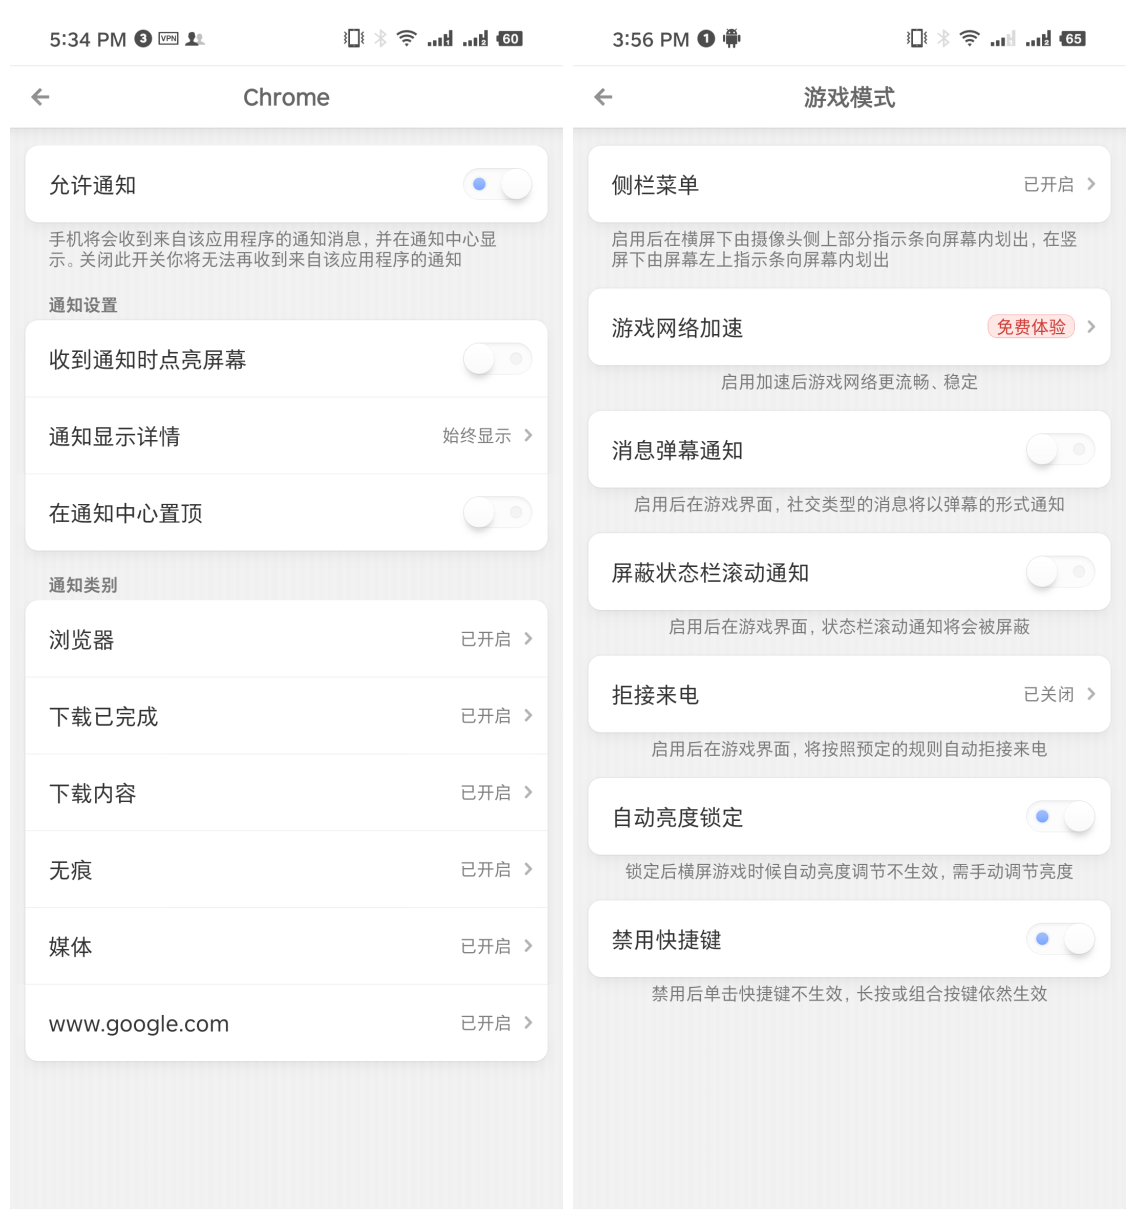 5:34 PM 3 VPN 60
Chrome
允许通知
手机将会收到来自该应用程序的通知消息，并在通知中心显
示。关闭此开关你将无法再收到来自该应用程序的通知
通知设置
收到通知时点亮屏幕
通知显示详情 始终显示
在通知中心置顶
通知类别
浏览器 已开启
下载已完成 已开启
下载内容 已开启
无痕 已开启
媒体 已开启
www.google.com 已开启
3:56 PM 1 65
游戏模式
侧栏菜单 已开启
启用后在横屏下由摄像头侧上部分指示条向屏幕内划出，在竖
屏下由屏幕左上指示条向屏幕内划出
游戏网络加速 免费体验
启用加速后游戏网络更流畅、稳定
消息弹幕通知
启用后在游戏界面，社交类型的消息将以弹幕的形式通知
屏蔽状态栏滚动通知
启用后在游戏界面，状态栏滚动通知将会被屏蔽
拒接来电 已关闭
启用后在游戏界面，将按照预定的规则自动拒接来电
自动亮度锁定
锁定后横屏游戏时候自动亮度调节不生效，需手动调节亮度
禁用快捷键
禁用后单击快捷键不生效，长按或组合按键依然生效